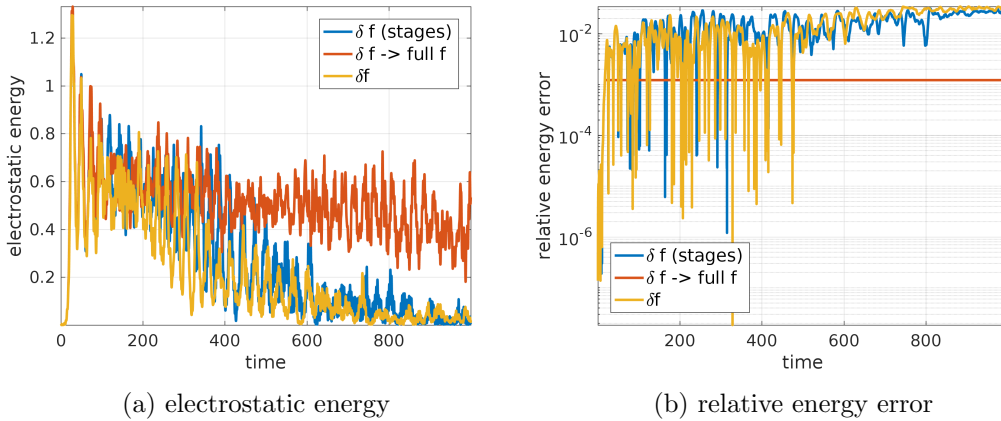 1.2
1
0.8
0.6
0.4
0.2
electrostatic energy
δ f (stages)
δ f -> full f
δf
0 200 400 600 800
time
(a) electrostatic energy
10⁻²
10⁻⁴
10⁻⁶
relative energy error
δ f (stages)
δ f -> full f
δf
200 400 600 800
time
(b) relative energy error